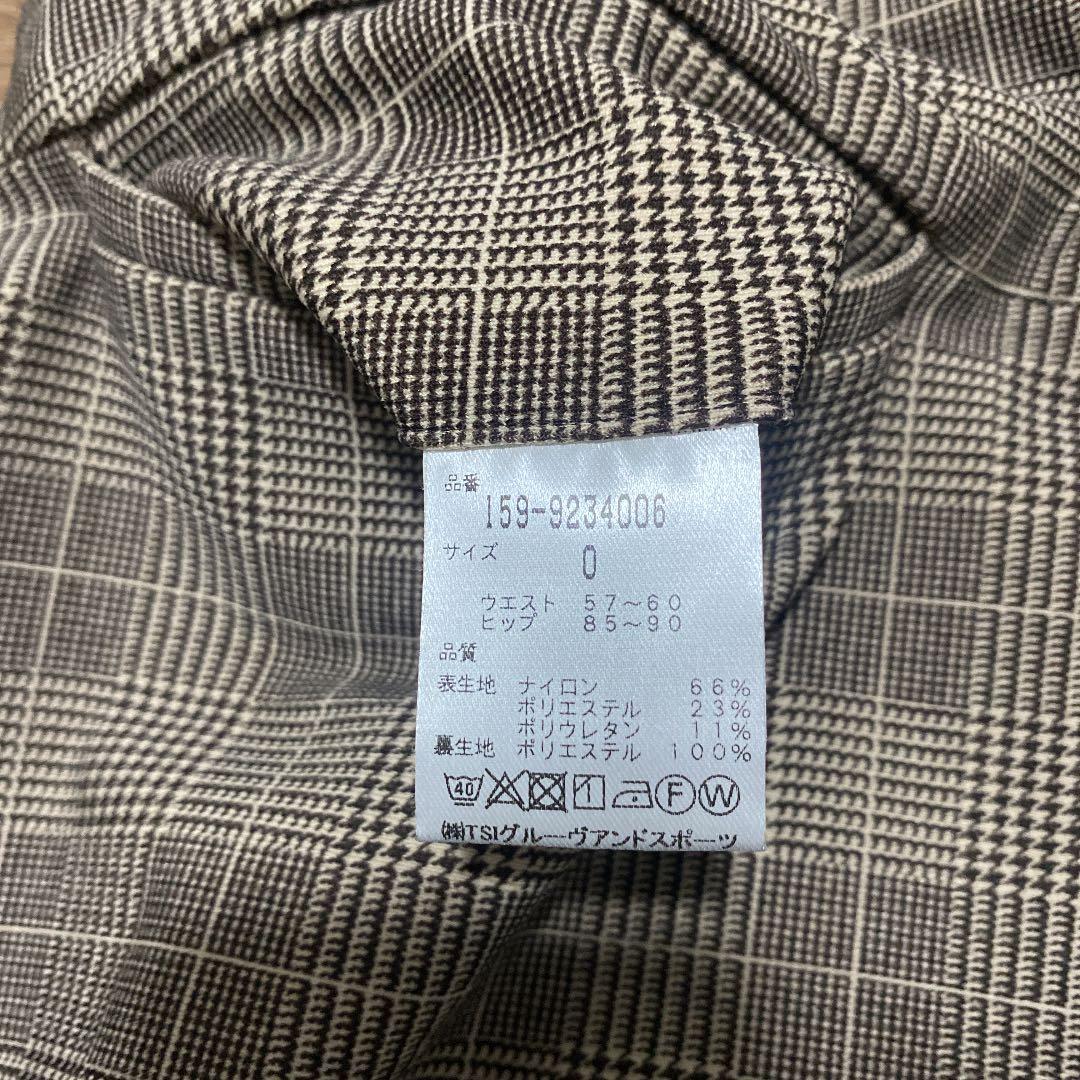 品番
159-9234006
サイズ
0
ウエスト 57～60
ヒップ 85～90
品質
表生地 ナイロン 66%
ポリエステル 23%
ポリウレタン 11%
裏生地 ポリエステル 100%
40 1 F W
㈱TSIグルーヴアンドスポーツ